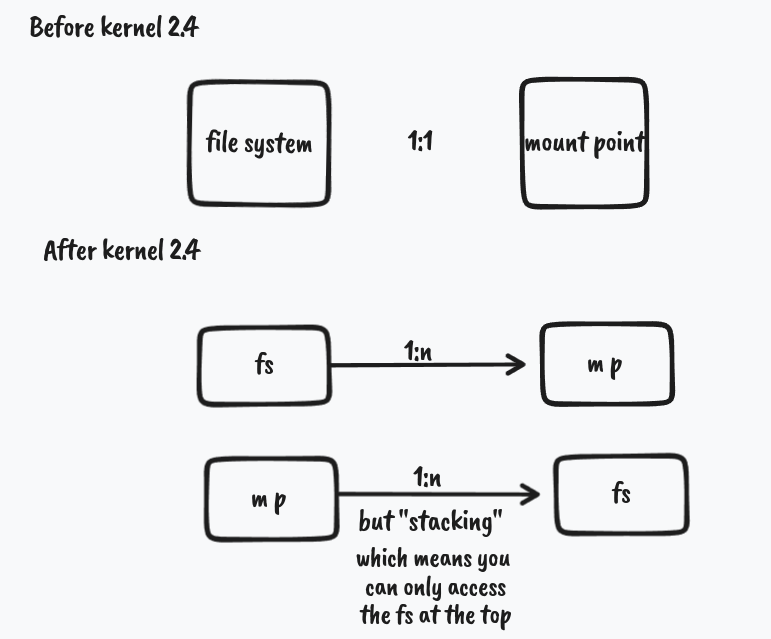 Before kernel 2.4
file system
1:1
mount point
After kernel 2.4
fs
1:n
m p
m p
1:n
fs
but "stacking"
which means you
can only access
the fs at the top